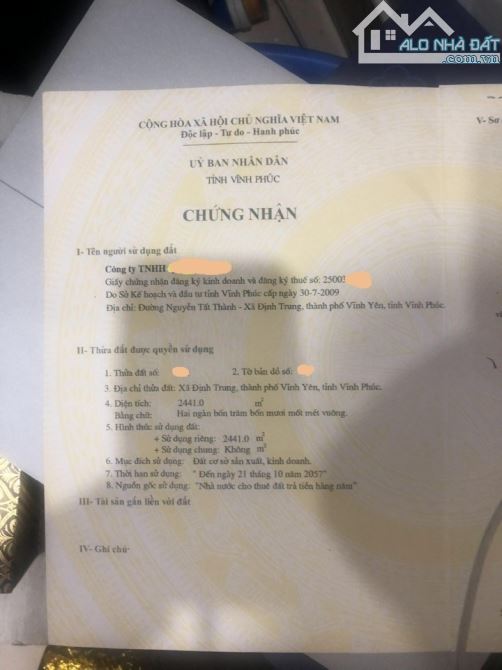 ALO NHÀ ĐẤT
.com.vn
CỘNG HÒA XÃ HỘI CHỦ NGHĨA VIỆT NAM
Độc lập - Tự do - Hạnh phúc
V- Sơ
UỶ BAN NHÂN DÂN
TỈNH VĨNH PHÚC
CHỨNG NHẬN
I- Tên người sử dụng đất
Công ty TNHH
Giấy chứng nhận đăng ký kinh doanh và đăng ký thuế số: 25003
Do Sở Kế hoạch và đầu tư tỉnh Vĩnh Phúc cấp ngày 30-7-2009
Địa chỉ: Đường Nguyễn Tất Thành - Xã Định Trung, thành phố Vĩnh Yên, tỉnh Vĩnh Phúc.
II- Thửa đất được quyền sử dụng
1. Thửa đất số: 2. Tờ bản đồ số:
3. Địa chỉ thửa đất: Xã Định Trung, thành phố Vĩnh Yên, tỉnh Vĩnh Phúc.
4. Diện tích: 2441.0 m²
Bằng chữ: Hai ngàn bốn trăm bốn mươi mốt mét vuông.
5. Hình thức sử dụng đất:
+ Sử dụng riêng: 2441.0 m²
+ Sử dụng chung: Không m²
6. Mục đích sử dụng: Đất cơ sở sản xuất, kinh doanh.
7. Thời hạn sử dụng: " Đến ngày 21 tháng 10 năm 2057"
8. Nguồn gốc sử dụng: "Nhà nước cho thuê đất trả tiền hàng năm"
III- Tài sản gắn liền với đất
IV- Ghi chú: